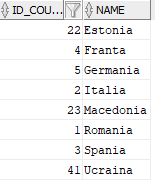 ID_COU... NAME
22 Estonia
4 Franta
5 Germania
2 Italia
23 Macedonia
1 Romania
3 Spania
41 Ucraina